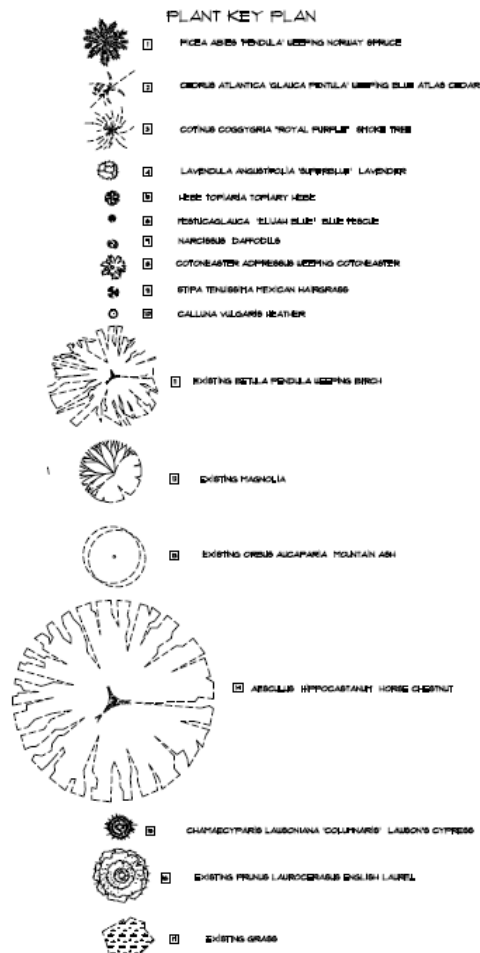 PLANT KEY PLAN
1 PICEA ABIES 'PENDULA' WEEPING NORWAY SPRUCE
2 CEDRUS ATLANTICA 'GLAUCA PENTULA' WEEPING BLUE ATLAS CEDAR
3 COTINUS COGGYGRIA "ROYAL PURPLE" SMOKE TREE
4 LAVENDULA ANGUSTIFOLIA 'SUPERBLUE' LAVENDER
5 HEBE TOPIARIA TOPIARY HEBE
6 FESTUCAGLAUCA 'ELIJAH BLUE' BLUE FESCUE
7 NARCISSUS DAFFODILS
8 COTONEASTER ADPRESSUS WEEPING COTONEASTER
9 STIPA TENUISSIMA MEXICAN HAIRGRASS
10 CALLUNA VULGARIS HEATHER
EXISTING BETULA PENDULA WEEPING BIRCH
EXISTING MAGNOLIA
EXISTING ORBUS AUCAPARIA MOUNTAIN ASH
14 AESCULUS HIPPOCASTANUM HORSE CHESTNUT
CHAMAECYPARIS LAWSONIANA 'COLUMNARIS' LAWSON'S CYPRESS
EXISTING PRUNUS LAUROCERASUS ENGLISH LAUREL
EXISTING GRASS